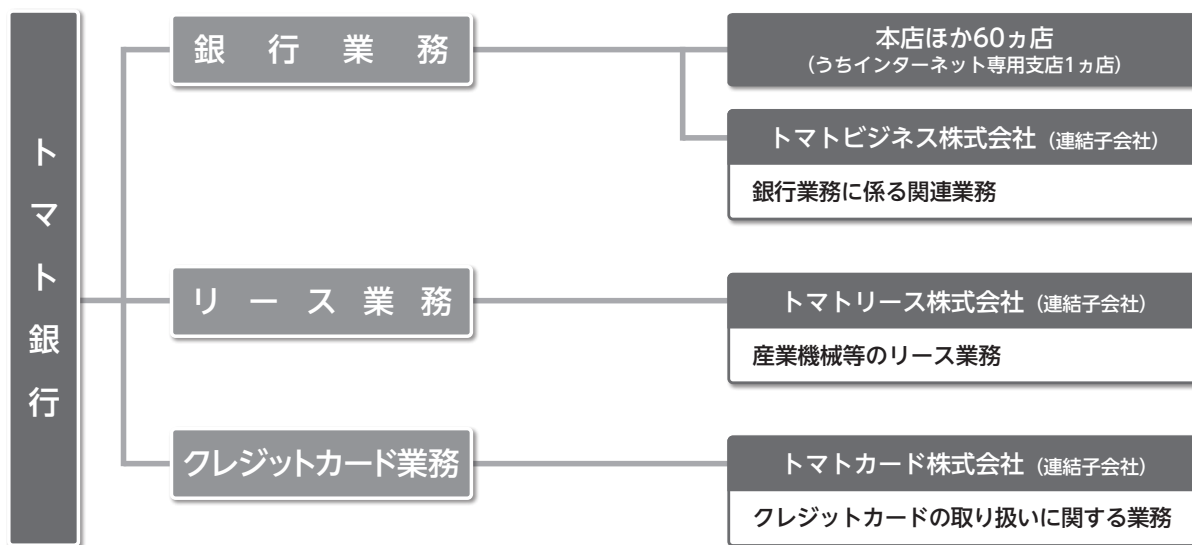 トマト銀行
銀行業務
本店ほか60ヵ店
(うちインターネット専用支店1ヵ店)
トマトビジネス株式会社(連結子会社)
銀行業務に係る関連業務
リース業務
トマトリース株式会社(連結子会社)
産業機械等のリース業務
クレジットカード業務
トマトカード株式会社(連結子会社)
クレジットカードの取り扱いに関する業務